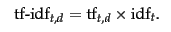 tf-idf_{t,d} = tf_{t,d} × idf_t.